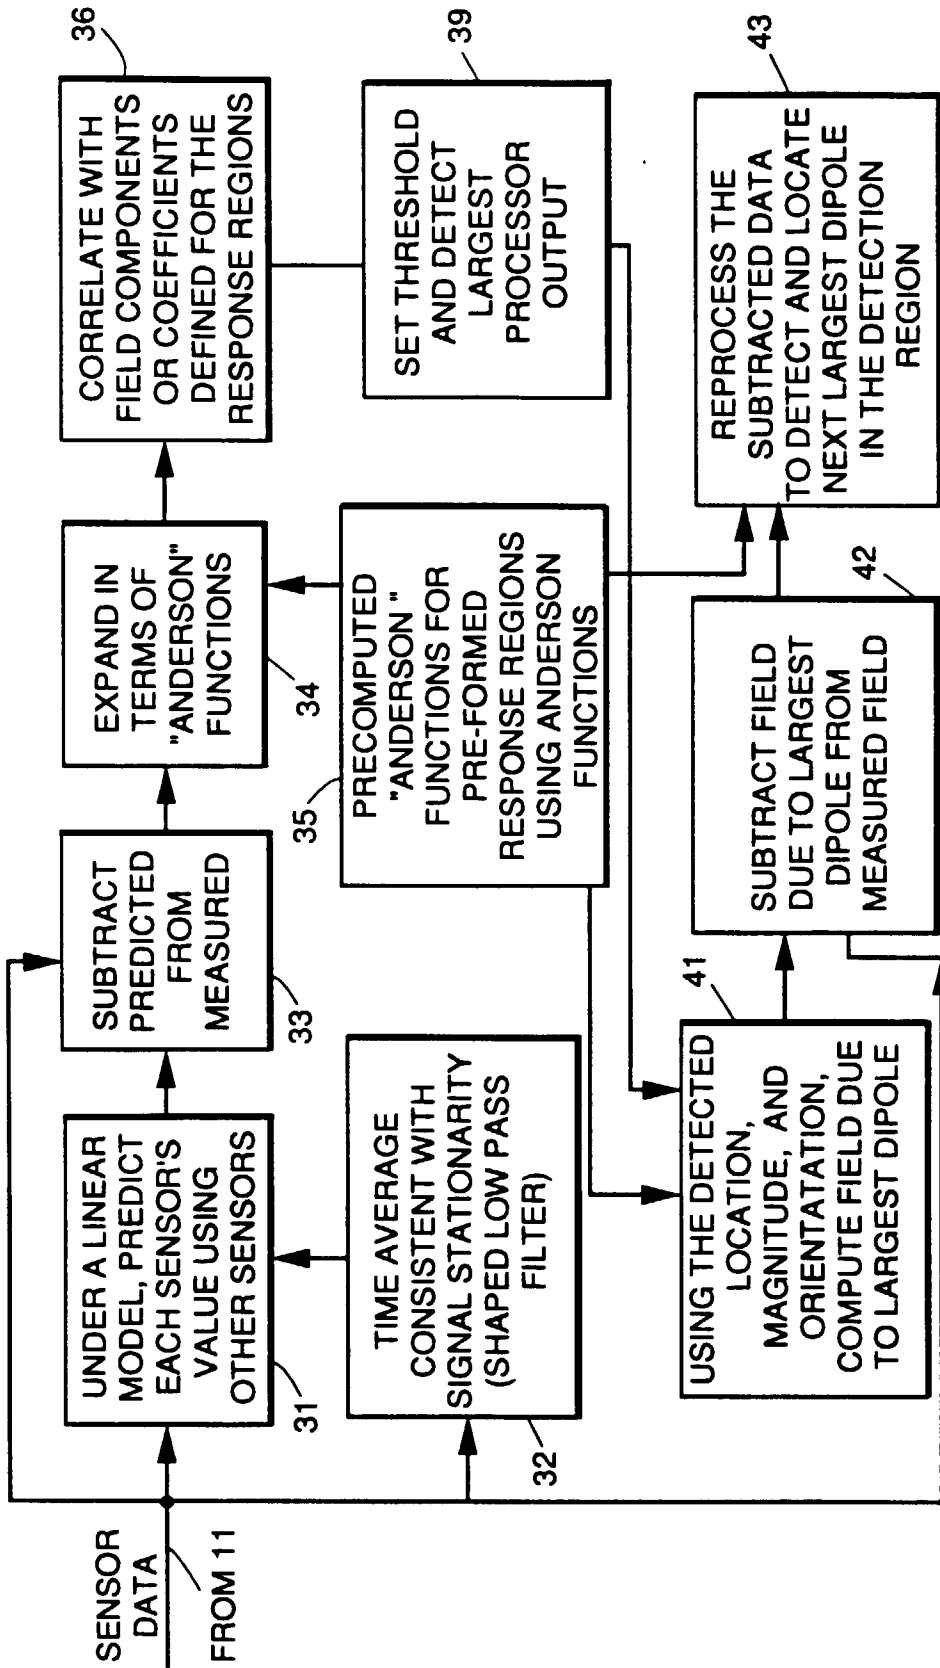 SENSOR
DATA
FROM 11
UNDER A LINEAR
MODEL, PREDICT
EACH SENSOR'S
VALUE USING
OTHER SENSORS
31
SUBTRACT
PREDICTED
FROM
MEASURED
33
EXPAND IN
TERMS OF
"ANDERSON"
FUNCTIONS
34
CORRELATE WITH
FIELD COMPONENTS
OR COEFFICIENTS
DEFINED FOR THE
RESPONSE REGIONS
36
TIME AVERAGE
CONSISTENT WITH
SIGNAL STATIONARITY
(SHAPED LOW PASS
FILTER)
32
PRECOMPUTED
"ANDERSON "
FUNCTIONS FOR
PRE-FORMED
RESPONSE REGIONS
USING ANDERSON
FUNCTIONS
35
SET THRESHOLD
AND DETECT
LARGEST
PROCESSOR
OUTPUT
39
USING THE DETECTED
LOCATION,
MAGNITUDE, AND
ORIENTATATION,
COMPUTE FIELD DUE
TO LARGEST DIPOLE
41
SUBTRACT FIELD
DUE TO LARGEST
DIPOLE FROM
MEASURED FIELD
42
REPROCESS THE
SUBTRACTED DATA
TO DETECT AND LOCATE
NEXT LARGEST DIPOLE
IN THE DETECTION
REGION
43